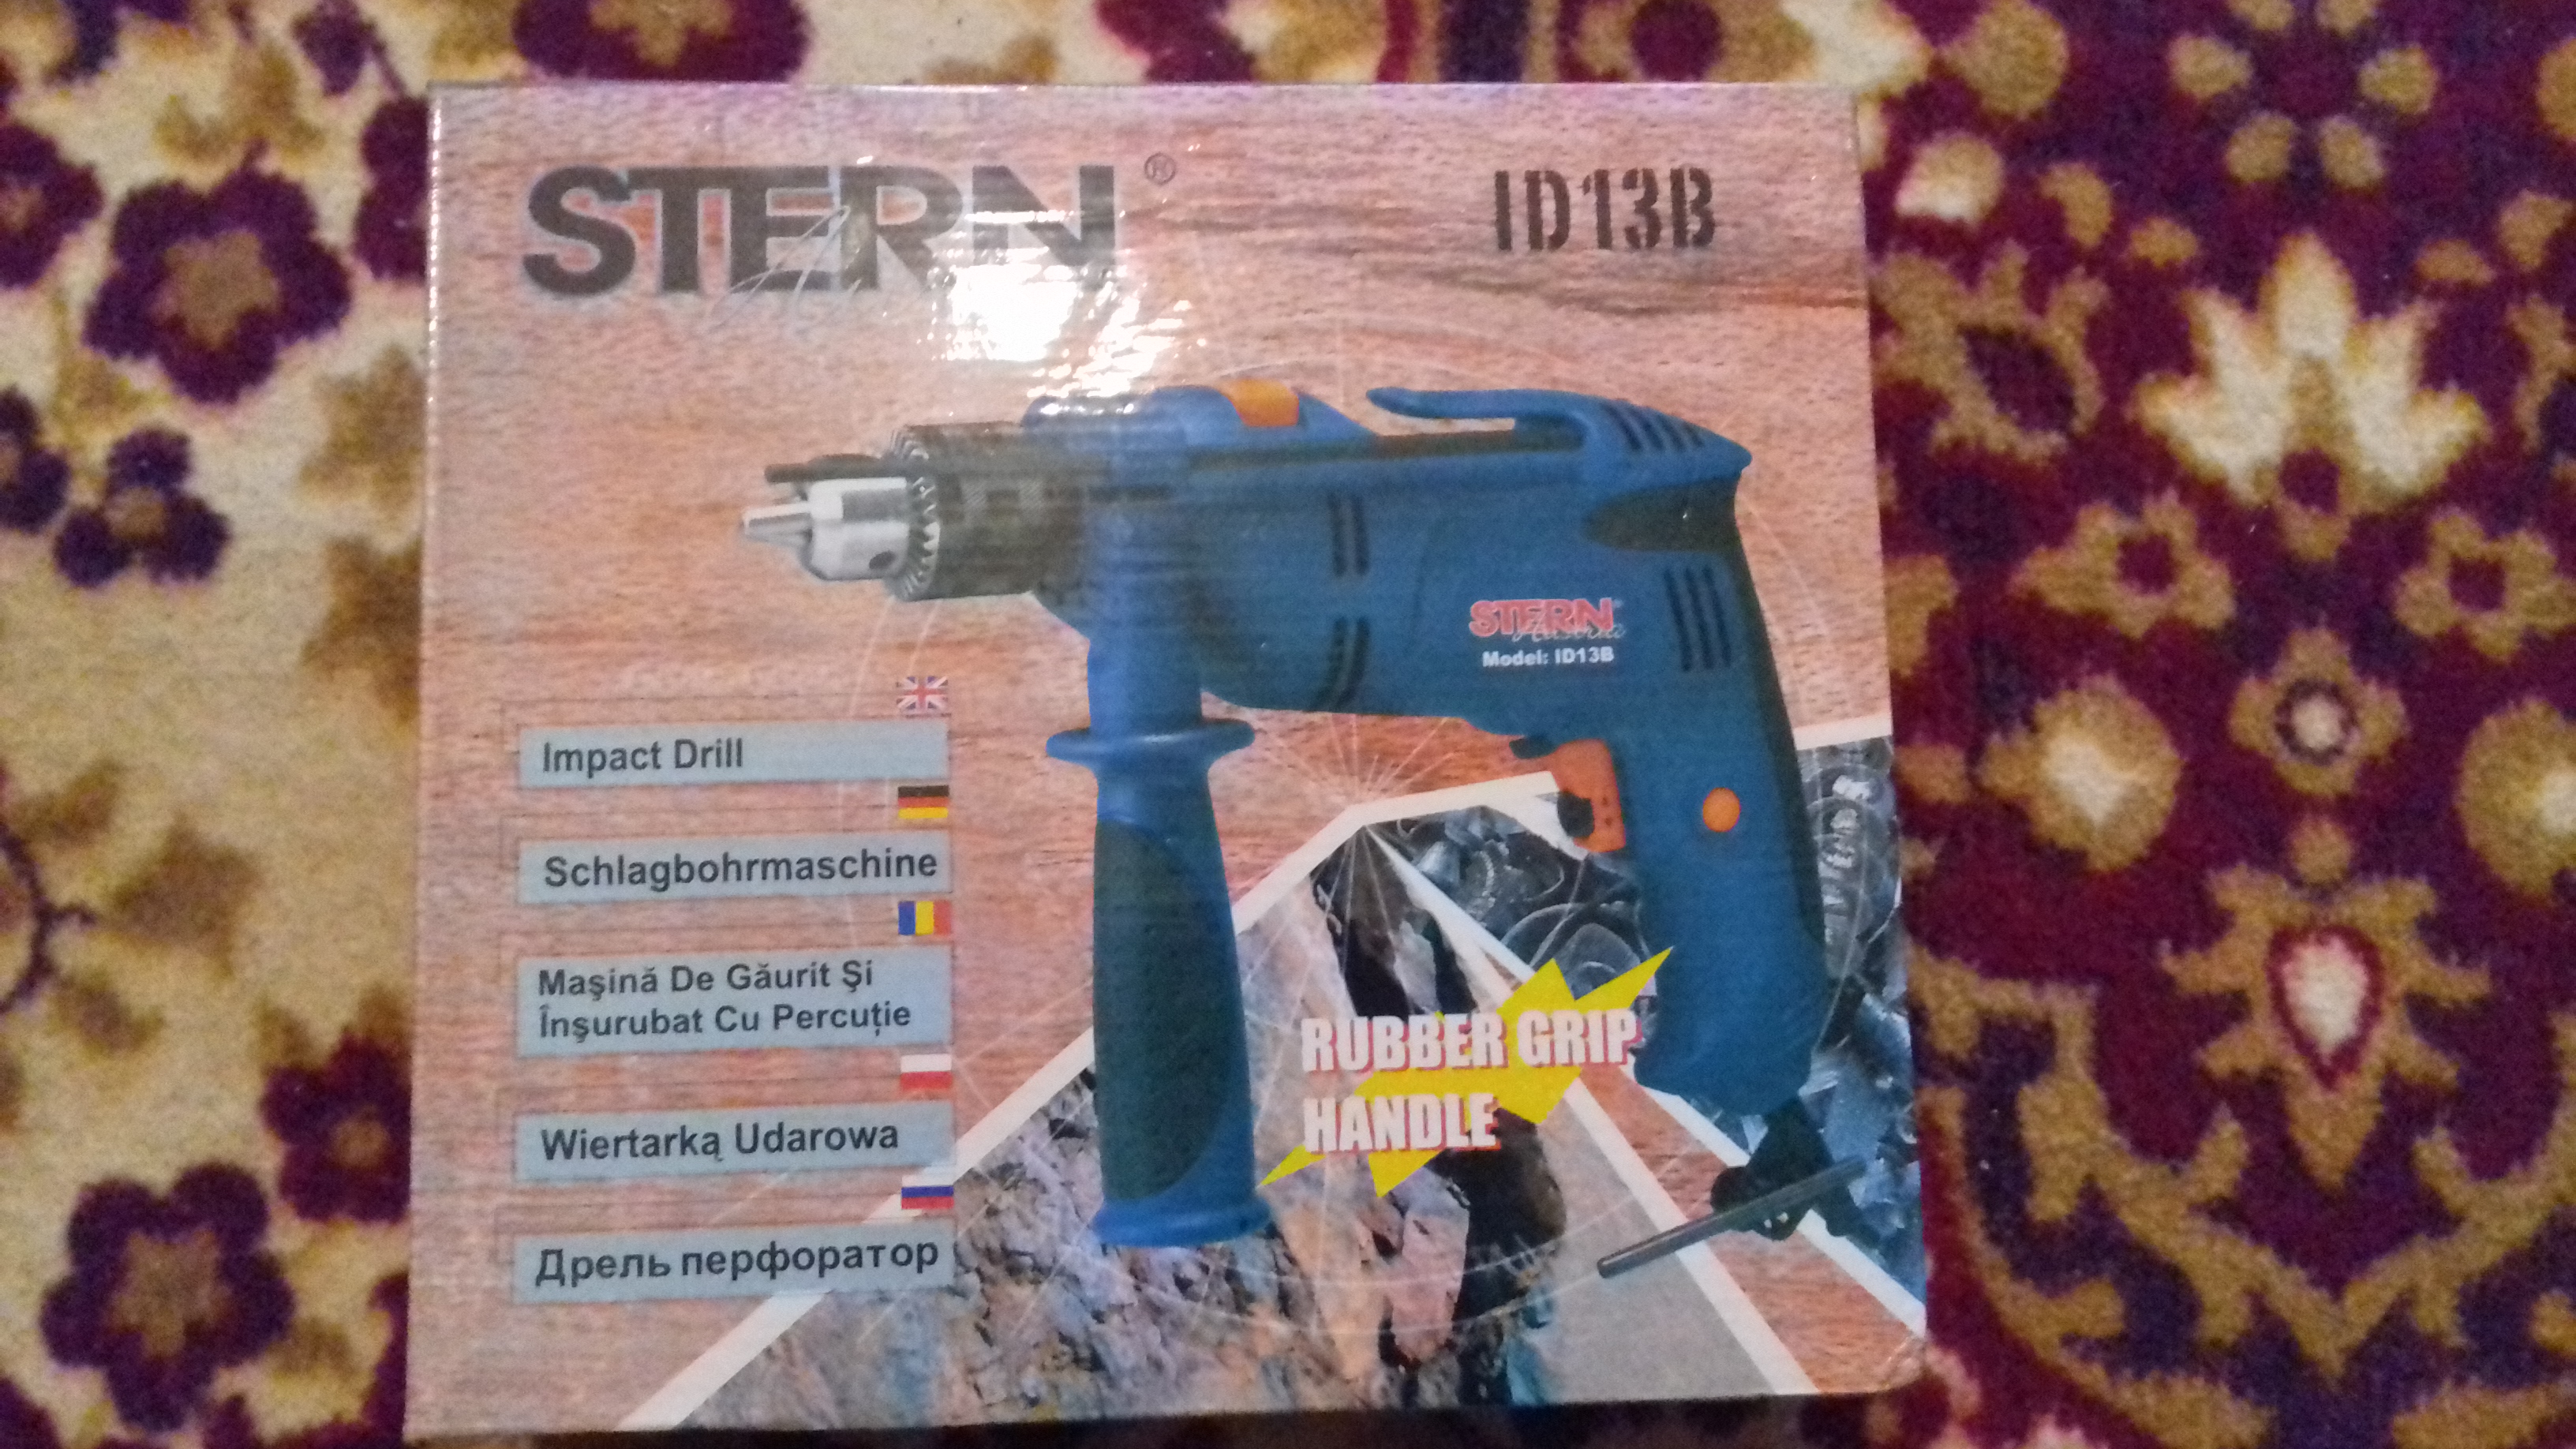 STERN®
ID13B
Impact Drill
Schlagbohrmaschine
Maşină De Găurit Şi
Înşurubat Cu Percuţie
Wiertarką Udarowa
Дрель перфоратор
STERN®
Model: ID13B
RUBBER GRIP
HANDLE